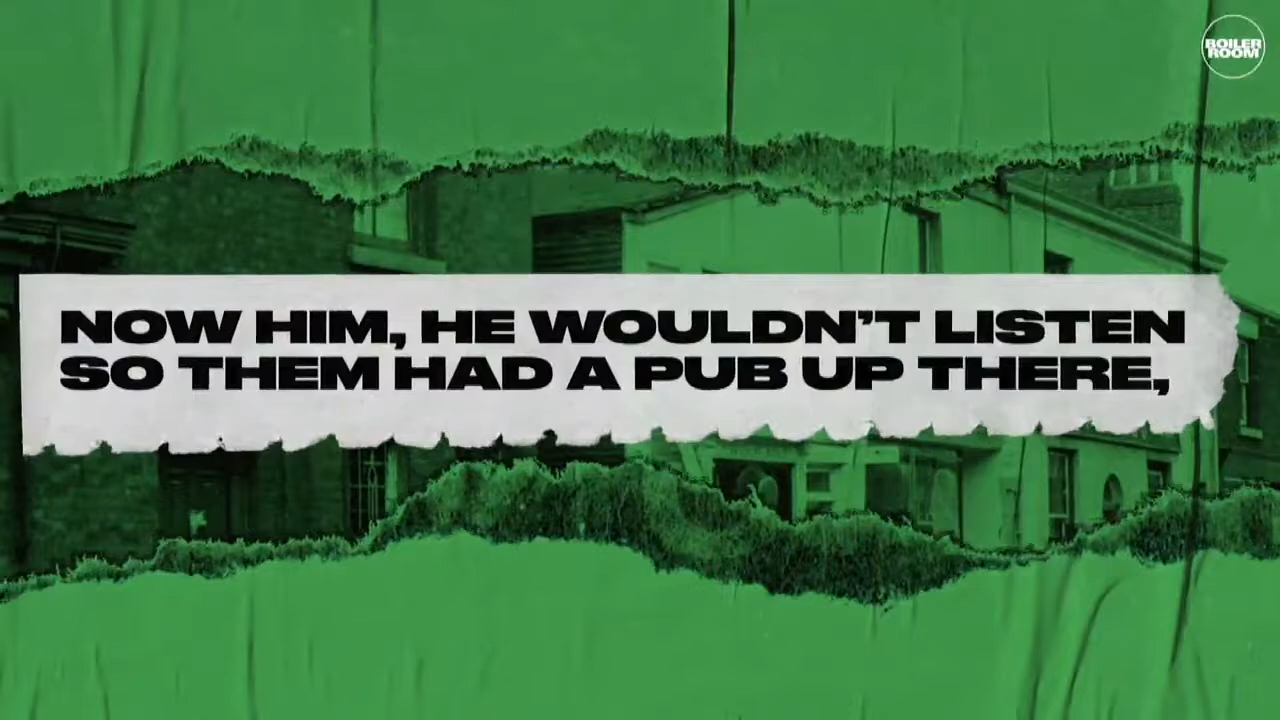 BOILER
ROOM
NOW HIM, HE WOULDN'T LISTEN
SO THEM HAD A PUB UP THERE,